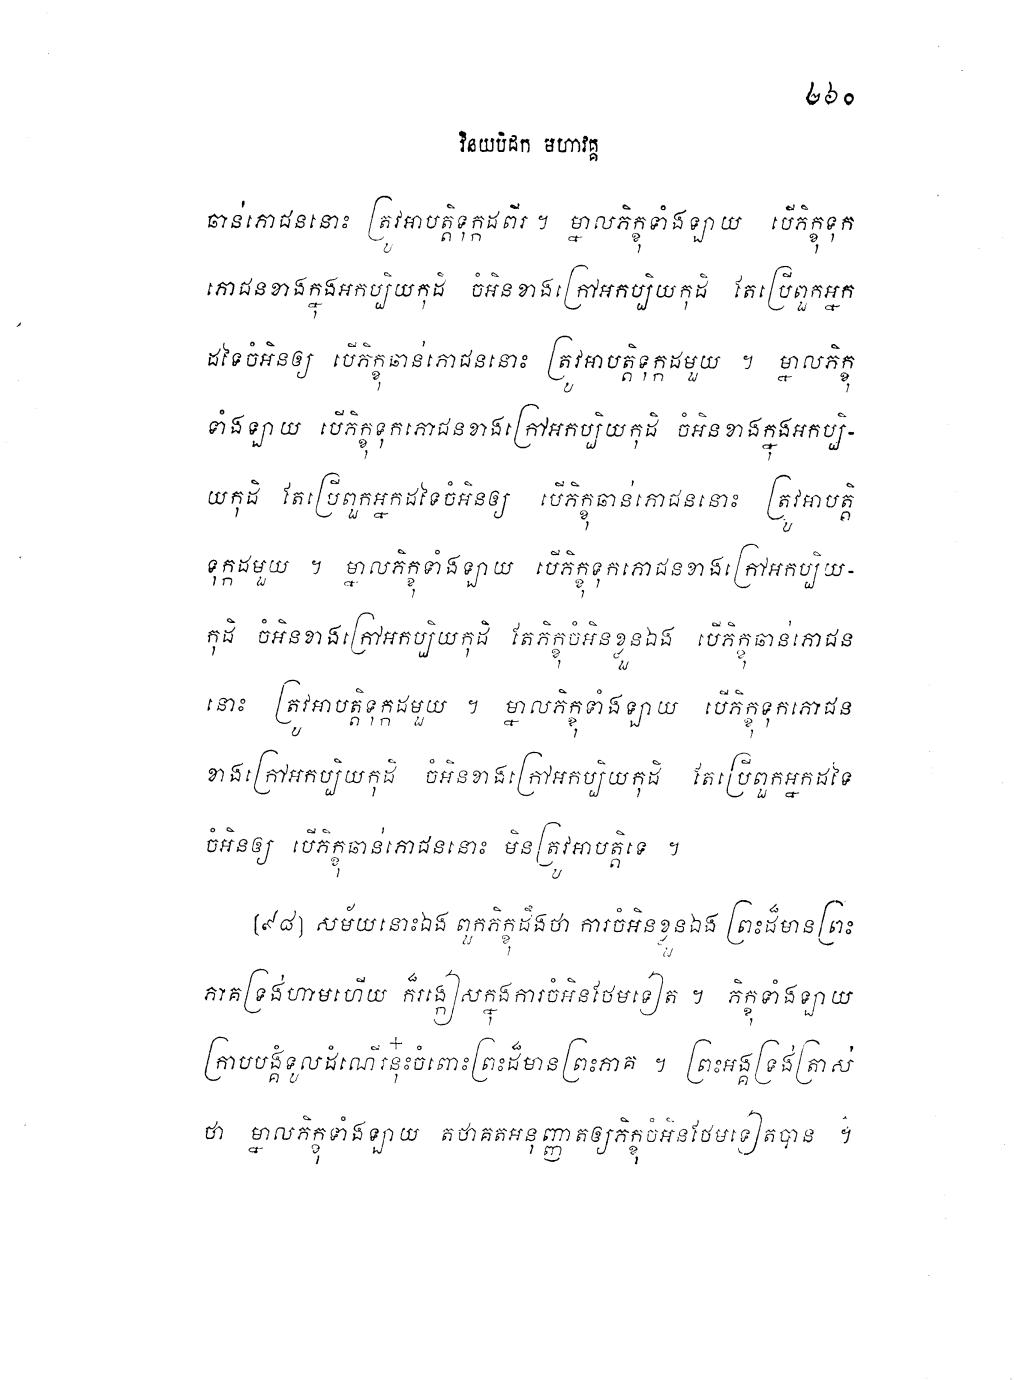 ២៦០
វិនយបិដក មហាវគ្គ
ឆាន់ភោជននោះ ត្រូវអាបត្តិទុក្កដពីរ ។ ម្នាលភិក្ខុទាំងឡាយ បើភិក្ខុទុក
ភោជនខាងក្នុងអកប្បិយកុដិ ចំអិនខាងក្រៅអកប្បិយកុដិ តែប្រើពួកអ្នក
ដទៃចំអិនឲ្យ បើភិក្ខុឆាន់ភោជននោះ ត្រូវអាបត្តិទុក្កដមួយ ។ ម្នាលភិក្ខុ
ទាំងឡាយ បើភិក្ខុទុកភោជនខាងក្រៅអកប្បិយកុដិ ចំអិនខាងក្នុងអកប្បិ-
យកុដិ តែប្រើពួកអ្នកដទៃចំអិនឲ្យ បើភិក្ខុឆាន់ភោជននោះ ត្រូវអាបត្តិ
ទុក្កដមួយ ។ ម្នាលភិក្ខុទាំងឡាយ បើភិក្ខុទុកភោជនខាងក្រៅអកប្បិយ-
កុដិ ចំអិនខាងក្រៅអកប្បិយកុដិ តែភិក្ខុចំអិនខ្លួនឯង បើភិក្ខុឆាន់ភោជន
នោះ ត្រូវអាបត្តិទុក្កដមួយ ។ ម្នាលភិក្ខុទាំងឡាយ បើភិក្ខុទុកភោជន
ខាងក្រៅអកប្បិយកុដិ ចំអិនខាងក្រៅអកប្បិយកុដិ តែប្រើពួកអ្នកដទៃ
ចំអិនឲ្យ បើភិក្ខុឆាន់ភោជននោះ មិនត្រូវអាបត្តិទេ ។
[៩៨] សម័យនោះឯង ពួកភិក្ខុដឹងថា ការចំអិនខ្លួនឯង ព្រះដ៏មានព្រះ
ភាគទ្រង់ហាមហើយ ក៏រង្កៀសក្នុងការចំអិនថែមទៀត ។ ភិក្ខុទាំងឡាយ
ក្រាបបង្គំទូលដំណើរនុ៎ះចំពោះព្រះដ៏មានព្រះភាគ ។ ព្រះអង្គទ្រង់ត្រាស់
ថា ម្នាលភិក្ខុទាំងឡាយ តថាគតអនុញ្ញាតឲ្យភិក្ខុចំអិនថែមទៀតបាន ។